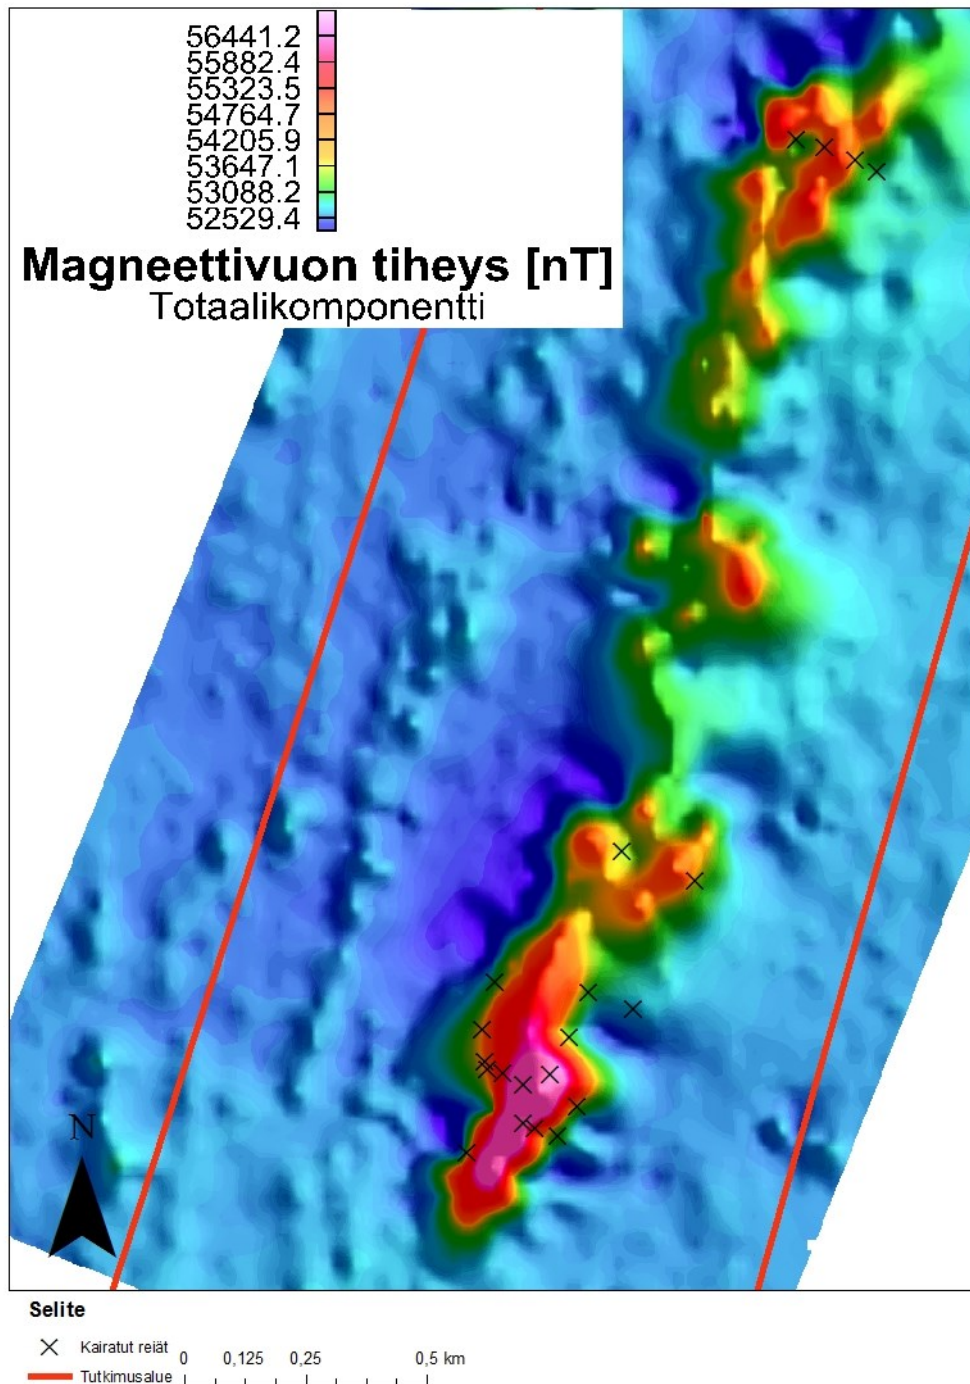 56441.2
55882.4
55323.5
54764.7
54205.9
53647.1
53088.2
52529.4
Magneettivuon tiheys [nT]
Totaalikomponentti
N
Selite
Kairatut reiät
0 0,125 0,25 0,5 km
Tutkimusalue